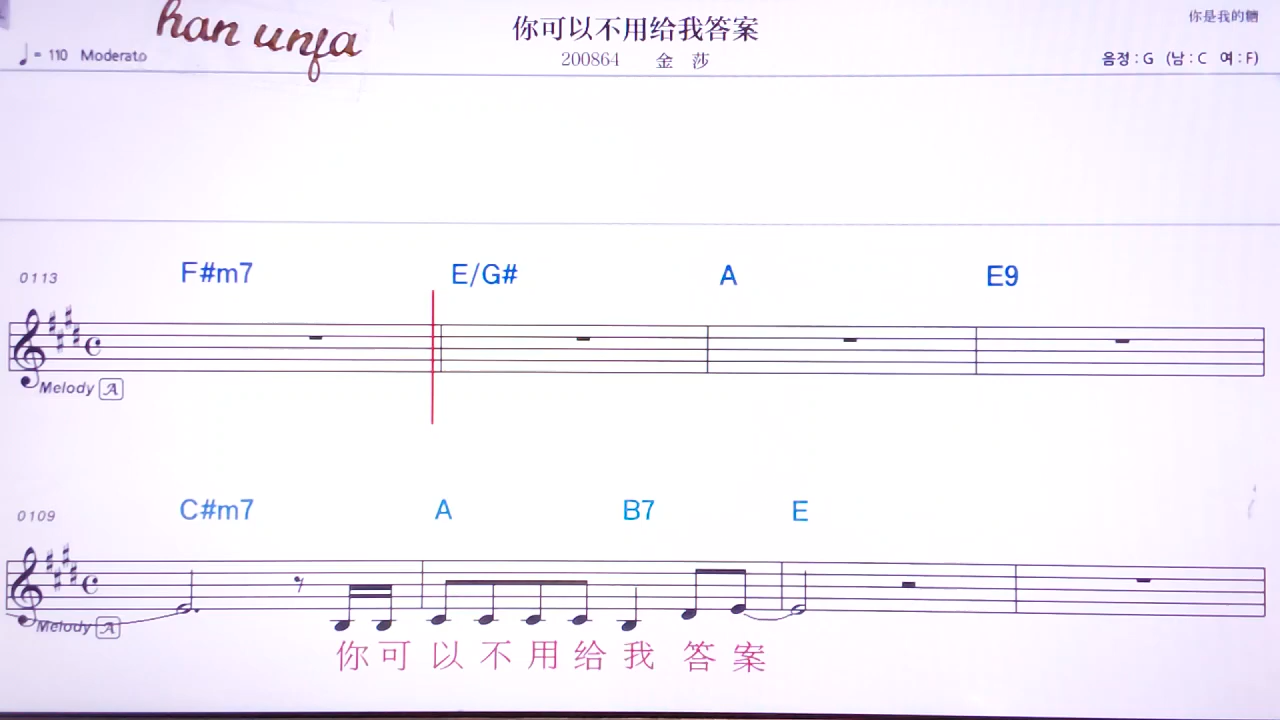 han unfa
你可以不用给我答案
你是我的糖
♩= 110 Moderato
200864 金 莎
음정 : G (남 : C 여 : F)
0113 F#m7 E/G# A E9
Melody A
0109 C#m7 A B7 E
Melody A
你 可 以 不 用 给 我 答 案